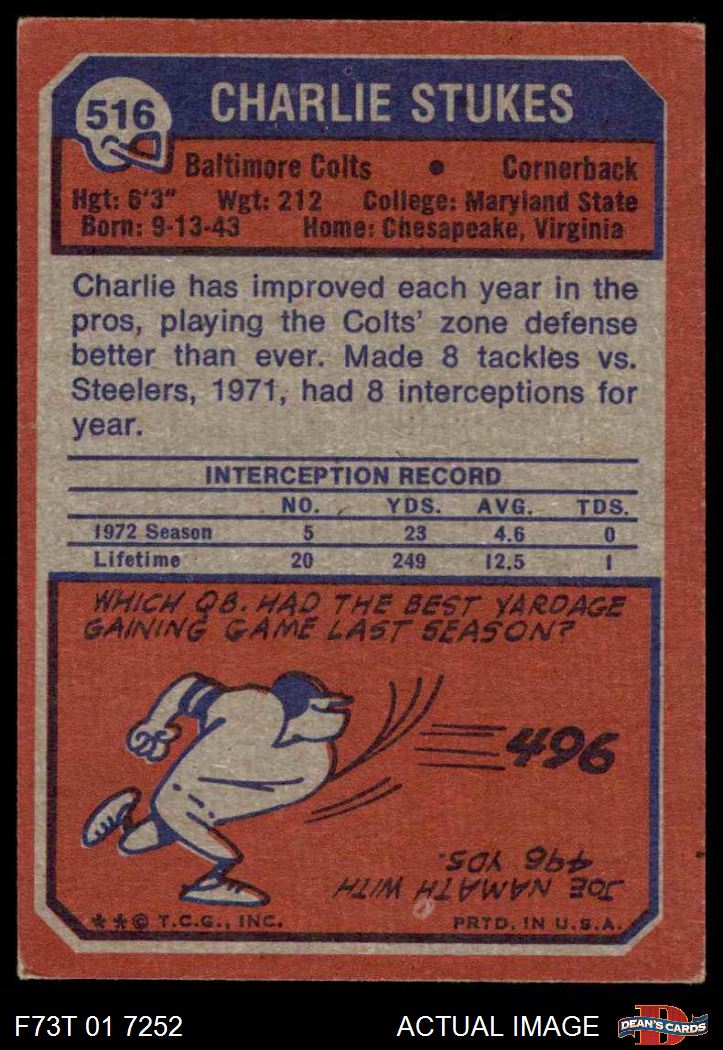 516
CHARLIE STUKES
Baltimore Colts • Cornerback
Hgt: 6'3" Wgt: 212 College: Maryland State
Born: 9-13-43 Home: Chesapeake, Virginia
Charlie has improved each year in the
pros, playing the Colts' zone defense
better than ever. Made 8 tackles vs.
Steelers, 1971, had 8 interceptions for
year.
INTERCEPTION RECORD
NO. YDS. AVG. TDS.
1972 Season 5 23 4.6 0
Lifetime 20 249 12.5 1
WHICH QB. HAD THE BEST YARDAGE
GAINING GAME LAST SEASON?
496
JOE NAMATH WITH
496 YDS.
**© T.C.G., INC. PRTD. IN U.S.A.
F73T 01 7252 ACTUAL IMAGE
D
DEAN'S CARDS